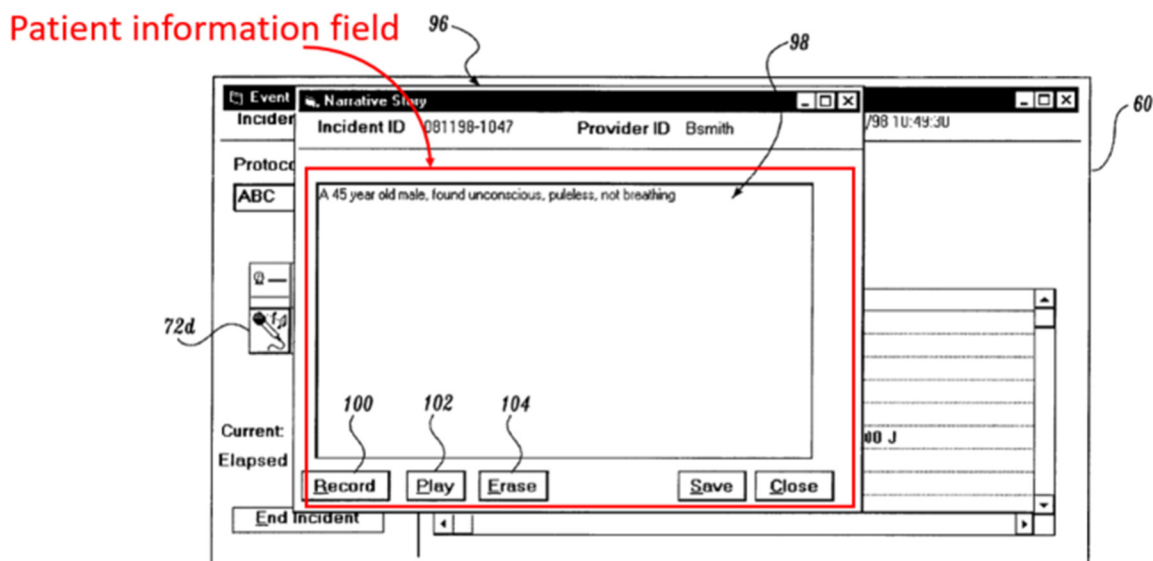 Patient information field
96
98
60
Event
Narrative Story
Inciden
Incident ID 081198-1047 Provider ID Bsmith
/98 10:49:30
Protoco
ABC
A 45 year old male, found unconscious, puleless, not breathing
72d
100 102 104
Current:
00 J
Elapsed
Record Play Erase Save Close
End Incident